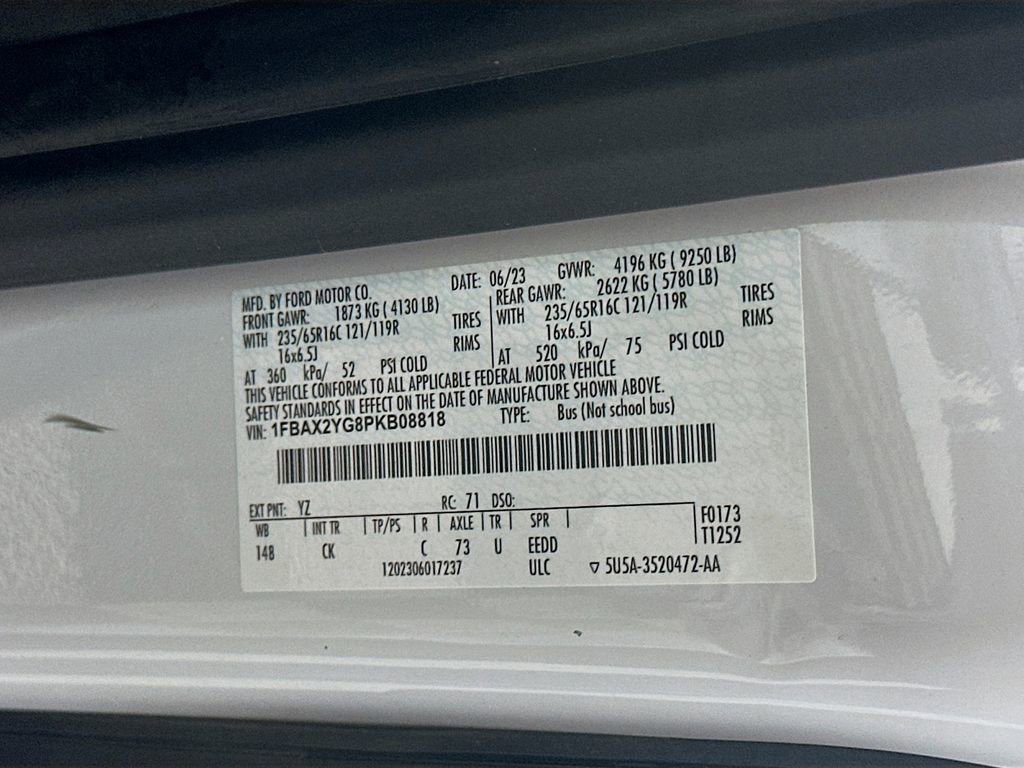 MFD. BY FORD MOTOR CO. DATE: 06/23 GVWR: 4196 KG ( 9250 LB)
FRONT GAWR: 1873 KG ( 4130 LB) REAR GAWR: 2622 KG ( 5780 LB)
WITH 235/65R16C 121/119R TIRES WITH 235/65R16C 121/119R TIRES
16x6.5J RIMS 16x6.5J RIMS
AT 360 kPa/ 52 PSI COLD AT 520 kPa/ 75 PSI COLD
THIS VEHICLE CONFORMS TO ALL APPLICABLE FEDERAL MOTOR VEHICLE
SAFETY STANDARDS IN EFFECT ON THE DATE OF MANUFACTURE SHOWN ABOVE.
VIN: 1FBAX2YG8PKB08818 TYPE: Bus (Not school bus)
EXT PNT: YZ RC: 71 DSO:
WB INT TR TP/PS R AXLE TR SPR F0173
148 CK C 73 U EEDD T1252
1202306017237 ULC ▽ 5U5A-3520472-AA